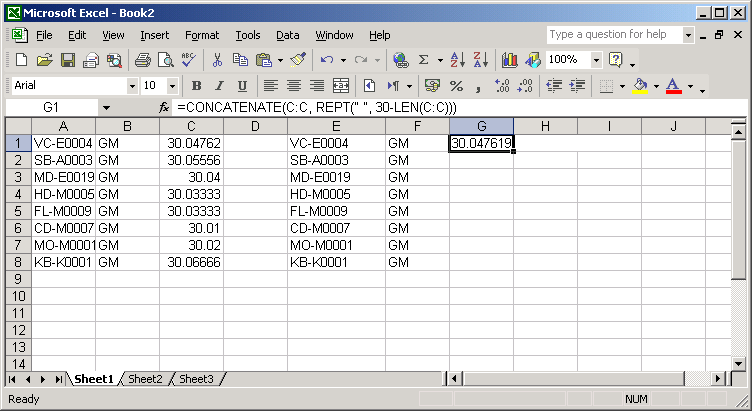 Microsoft Excel - Book2
File Edit View Insert Format Tools Data Window Help Type a question for help
100%
Arial 10 B I U
G1 fx =CONCATENATE(C:C, REPT(" ", 30-LEN(C:C)))
A B C D E F G H I J
1 VC-E0004 GM 30.04762 VC-E0004 GM 30.047619
2 SB-A0003 GM 30.05556 SB-A0003 GM
3 MD-E0019 GM 30.04 MD-E0019 GM
4 HD-M0005 GM 30.03333 HD-M0005 GM
5 FL-M0009 GM 30.03333 FL-M0009 GM
6 CD-M0007 GM 30.01 CD-M0007 GM
7 MO-M0001 GM 30.02 MO-M0001 GM
8 KB-K0001 GM 30.06666 KB-K0001 GM
9
10
11
12
13
14
Sheet1 Sheet2 Sheet3
Ready NUM